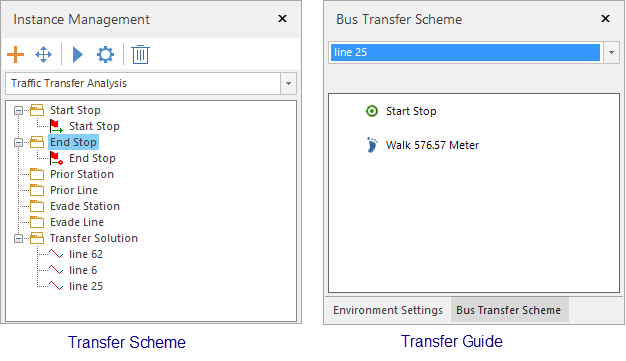 Instance Management
Traffic Transfer Analysis
Start Stop
Start Stop
End Stop
End Stop
Prior Station
Prior Line
Evade Station
Evade Line
Transfer Solution
line 62
line 6
line 25
Transfer Scheme
Bus Transfer Scheme
line 25
Start Stop
Walk 576.57 Meter
Environment Settings
Bus Transfer Scheme
Transfer Guide